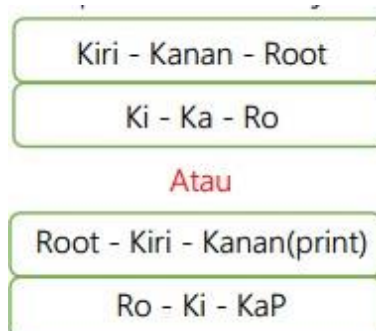 Kiri - Kanan - Root
Ki - Ka - Ro
Atau
Root - Kiri - Kanan(print)
Ro - Ki - KaP